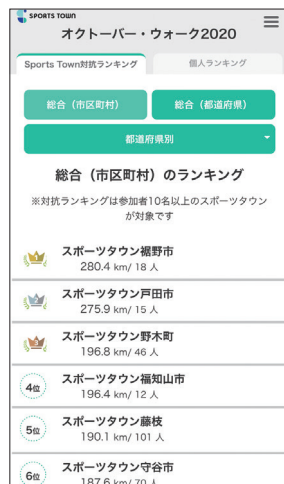 SPORTS TOWN
オクトーバー・ウォーク2020
Sports Town対抗ランキング
個人ランキング
総合（市区町村）
総合（都道府県）
都道府県別
総合（市区町村）のランキング
※対抗ランキングは参加者10名以上のスポーツタウン
が対象です
1
スポーツタウン裾野市
280.4 km/ 18 人
2
スポーツタウン戸田市
275.9 km/ 15 人
3
スポーツタウン野木町
196.8 km/ 46 人
4位
スポーツタウン福知山市
196.4 km/ 12 人
5位
スポーツタウン藤枝
190.1 km/ 101 人
6位
スポーツタウン守谷市
187.6 km/ 70 人